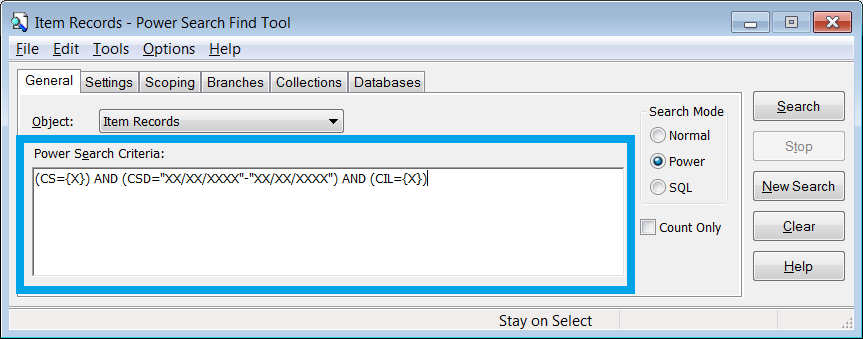 Item Records - Power Search Find Tool
File Edit Tools Options Help
General Settings Scoping Branches Collections Databases
Object: Item Records
Power Search Criteria:
(CS={X}) AND (CSD="XX/XX/XXXX"-"XX/XX/XXXX") AND (CIL={X})
Search Mode
Normal
Power
SQL
Count Only
Search
Stop
New Search
Clear
Help
Stay on Select